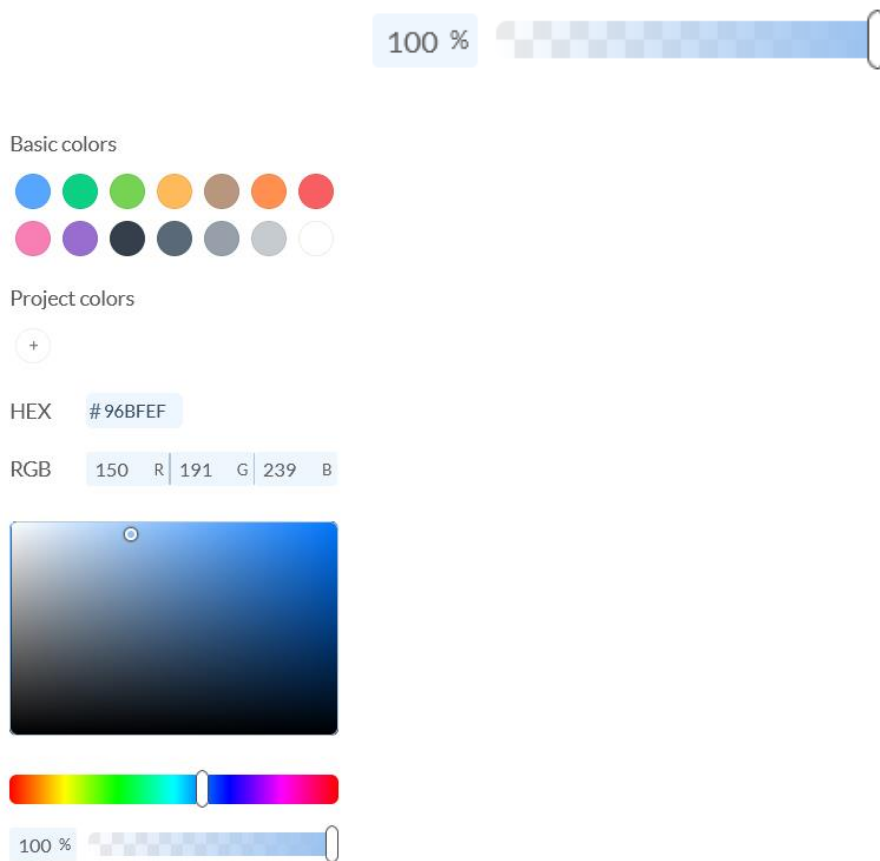 100 %
Basic colors
Project colors
+
HEX # 96BFEF
RGB 150 R 191 G 239 B
100 %